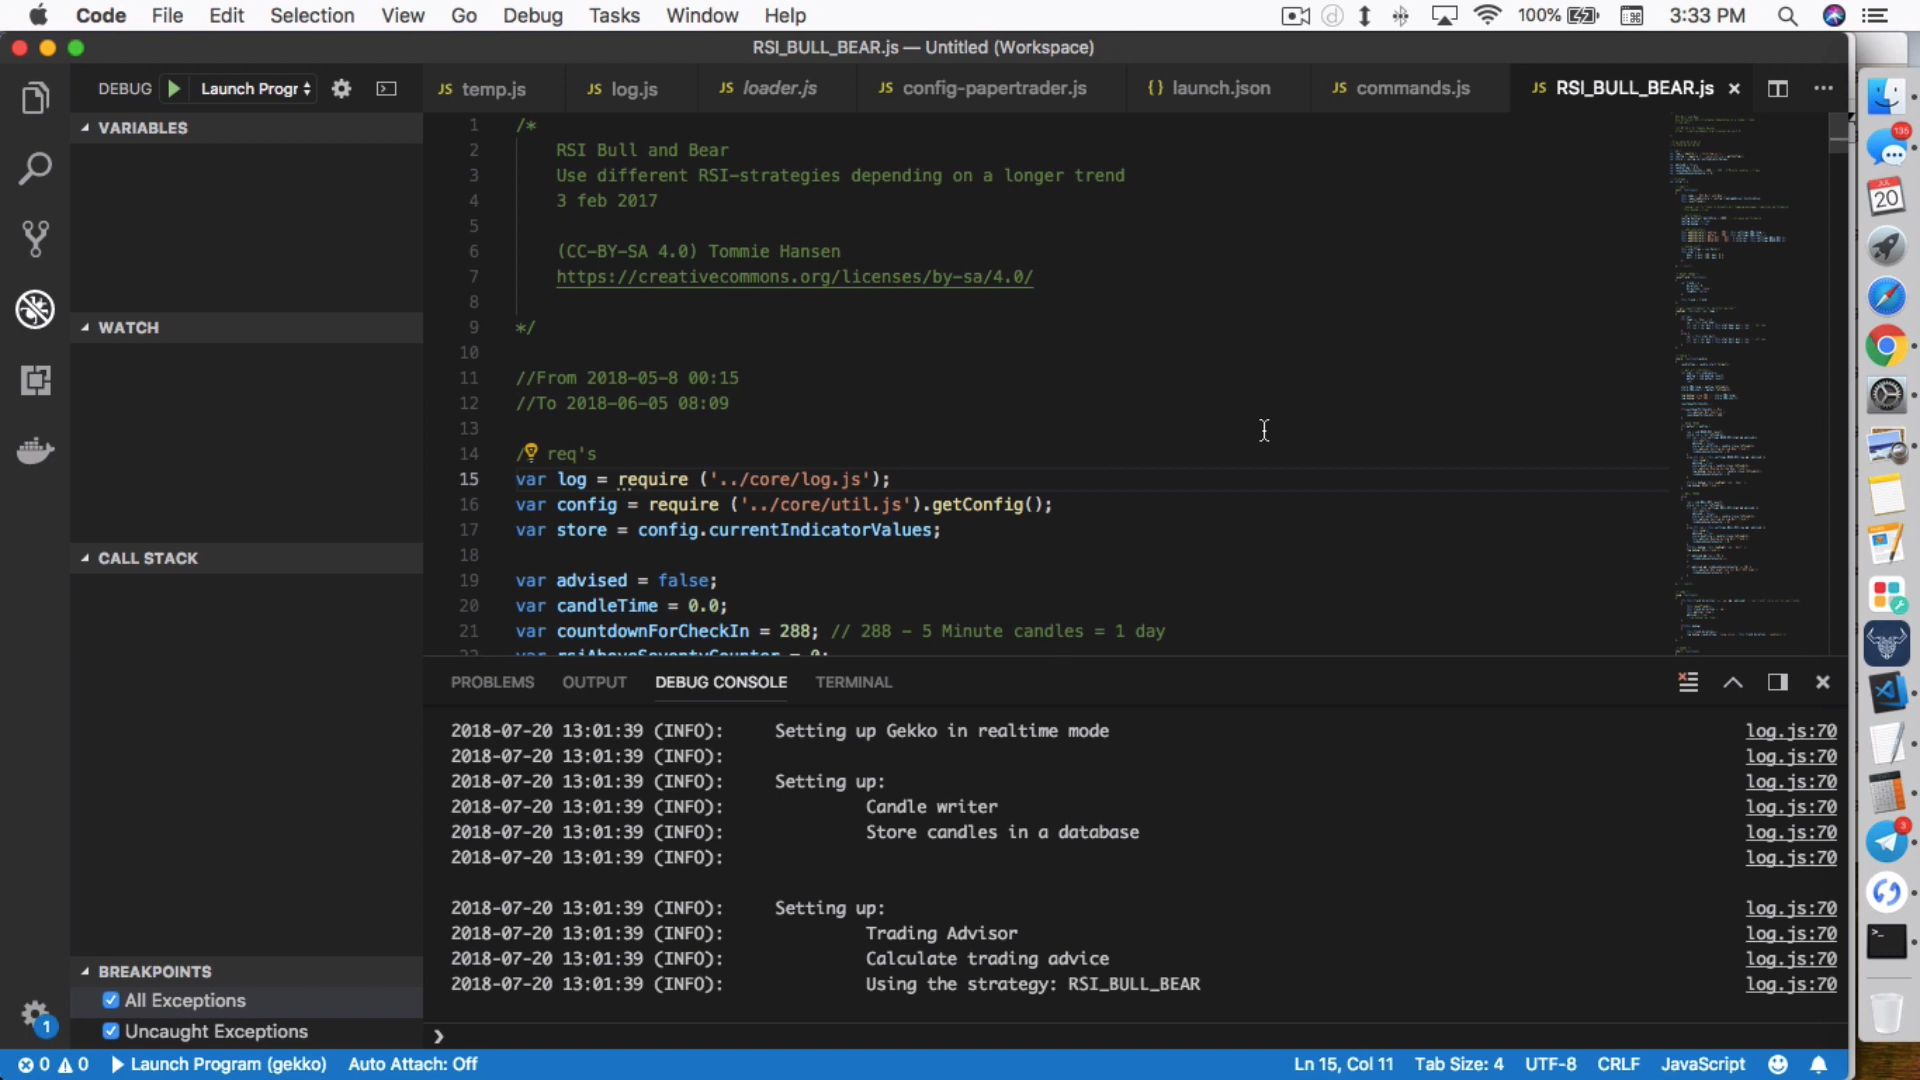 Code File Edit Selection View Go Debug Tasks Window Help 100% 3:33 PM
RSI_BULL_BEAR.js — Untitled (Workspace)
DEBUG Launch Progr
JS temp.js JS log.js JS loader.js JS config-papertrader.js {} launch.json JS commands.js JS RSI_BULL_BEAR.js × ···
VARIABLES
WATCH
CALL STACK
BREAKPOINTS
All Exceptions
Uncaught Exceptions
1 /*
2 RSI Bull and Bear
3 Use different RSI-strategies depending on a longer trend
4 3 feb 2017
5
6 (CC-BY-SA 4.0) Tommie Hansen
7 https://creativecommons.org/licenses/by-sa/4.0/
8
9 */
10
11 //From 2018-05-8 00:15
12 //To 2018-06-05 08:09
13
14 / req's
15 var log = require ('../core/log.js');
16 var config = require ('../core/util.js').getConfig();
17 var store = config.currentIndicatorValues;
18
19 var advised = false;
20 var candleTime = 0.0;
21 var countdownForCheckIn = 288; // 288 - 5 Minute candles = 1 day
22 var rsiAboveSeventyCounter = 0;
PROBLEMS OUTPUT DEBUG CONSOLE TERMINAL
2018-07-20 13:01:39 (INFO): Setting up Gekko in realtime mode log.js:70
2018-07-20 13:01:39 (INFO): log.js:70
2018-07-20 13:01:39 (INFO): Setting up: log.js:70
2018-07-20 13:01:39 (INFO): Candle writer log.js:70
2018-07-20 13:01:39 (INFO): Store candles in a database log.js:70
2018-07-20 13:01:39 (INFO): log.js:70
2018-07-20 13:01:39 (INFO): Setting up: log.js:70
2018-07-20 13:01:39 (INFO): Trading Advisor log.js:70
2018-07-20 13:01:39 (INFO): Calculate trading advice log.js:70
2018-07-20 13:01:39 (INFO): Using the strategy: RSI_BULL_BEAR log.js:70
❯
1
0 0 Launch Program (gekko) Auto Attach: Off Ln 15, Col 11 Tab Size: 4 UTF-8 CRLF JavaScript
135
JUL
20
3